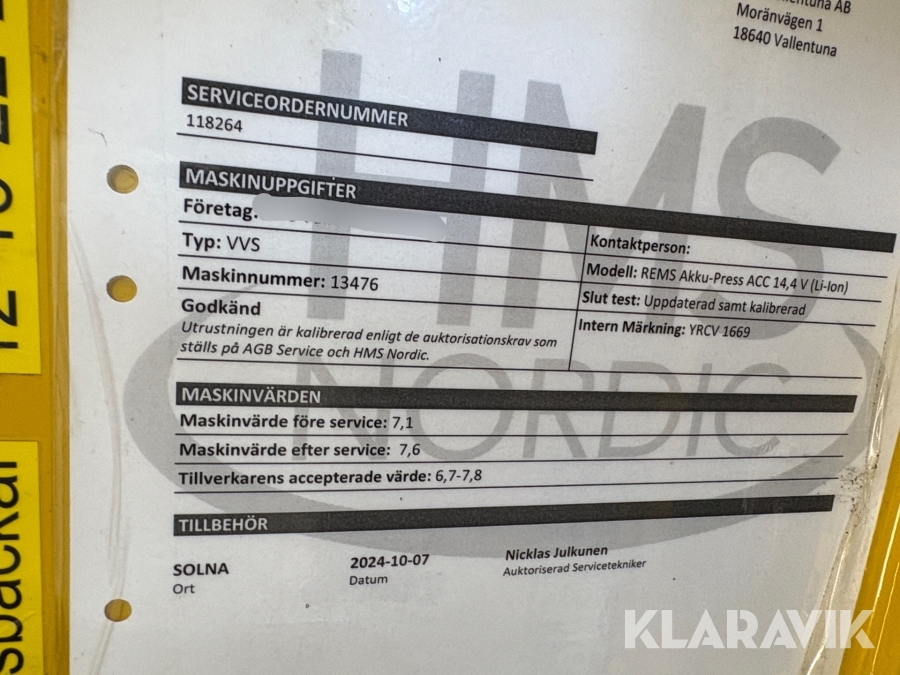 AB
Moränvägen 1
18640 Vallentuna
HMS
NORDIC
SERVICEORDERNUMMER
118264
MASKINUPPGIFTER
Företag:
Typ: VVS
Maskinnummer: 13476
Godkänd
Utrustningen är kalibrerad enligt de auktorisationskrav som
ställs på AGB Service och HMS Nordic.
Kontaktperson:
Modell: REMS Akku-Press ACC 14,4 V (Li-Ion)
Slut test: Uppdaterad samt kalibrerad
Intern Märkning: YRCV 1669
MASKINVÄRDEN
Maskinvärde före service: 7,1
Maskinvärde efter service: 7,6
Tillverkarens accepterade värde: 6,7-7,8
TILLBEHÖR
SOLNA
Ort
2024-10-07
Datum
Nicklas Julkunen
Auktoriserad Servicetekniker
KLARAVIK